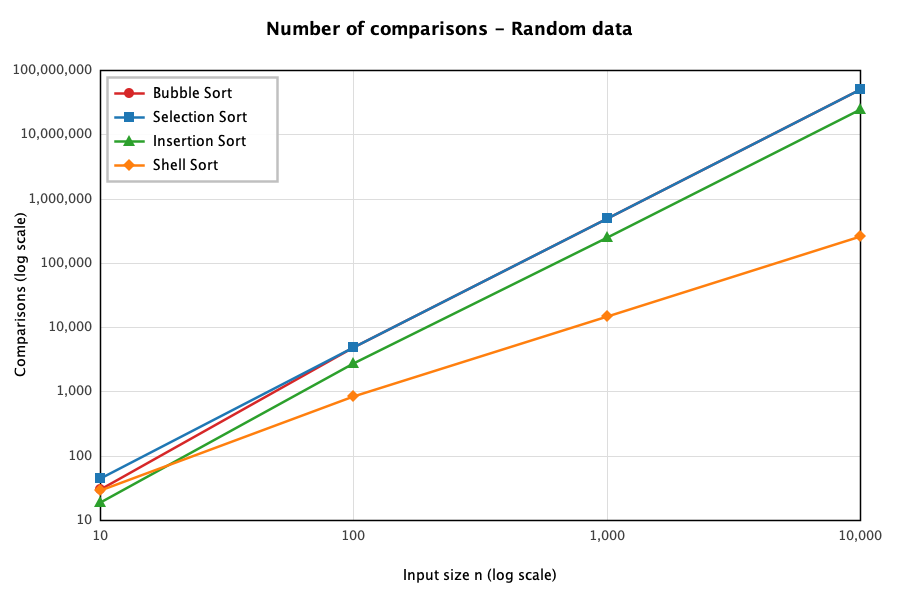 Number of comparisons – Random data
100,000,000
10,000,000
1,000,000
100,000
10,000
1,000
100
10
Comparisons (log scale)
Bubble Sort
Selection Sort
Insertion Sort
Shell Sort
10
100
1,000
10,000
Input size n (log scale)